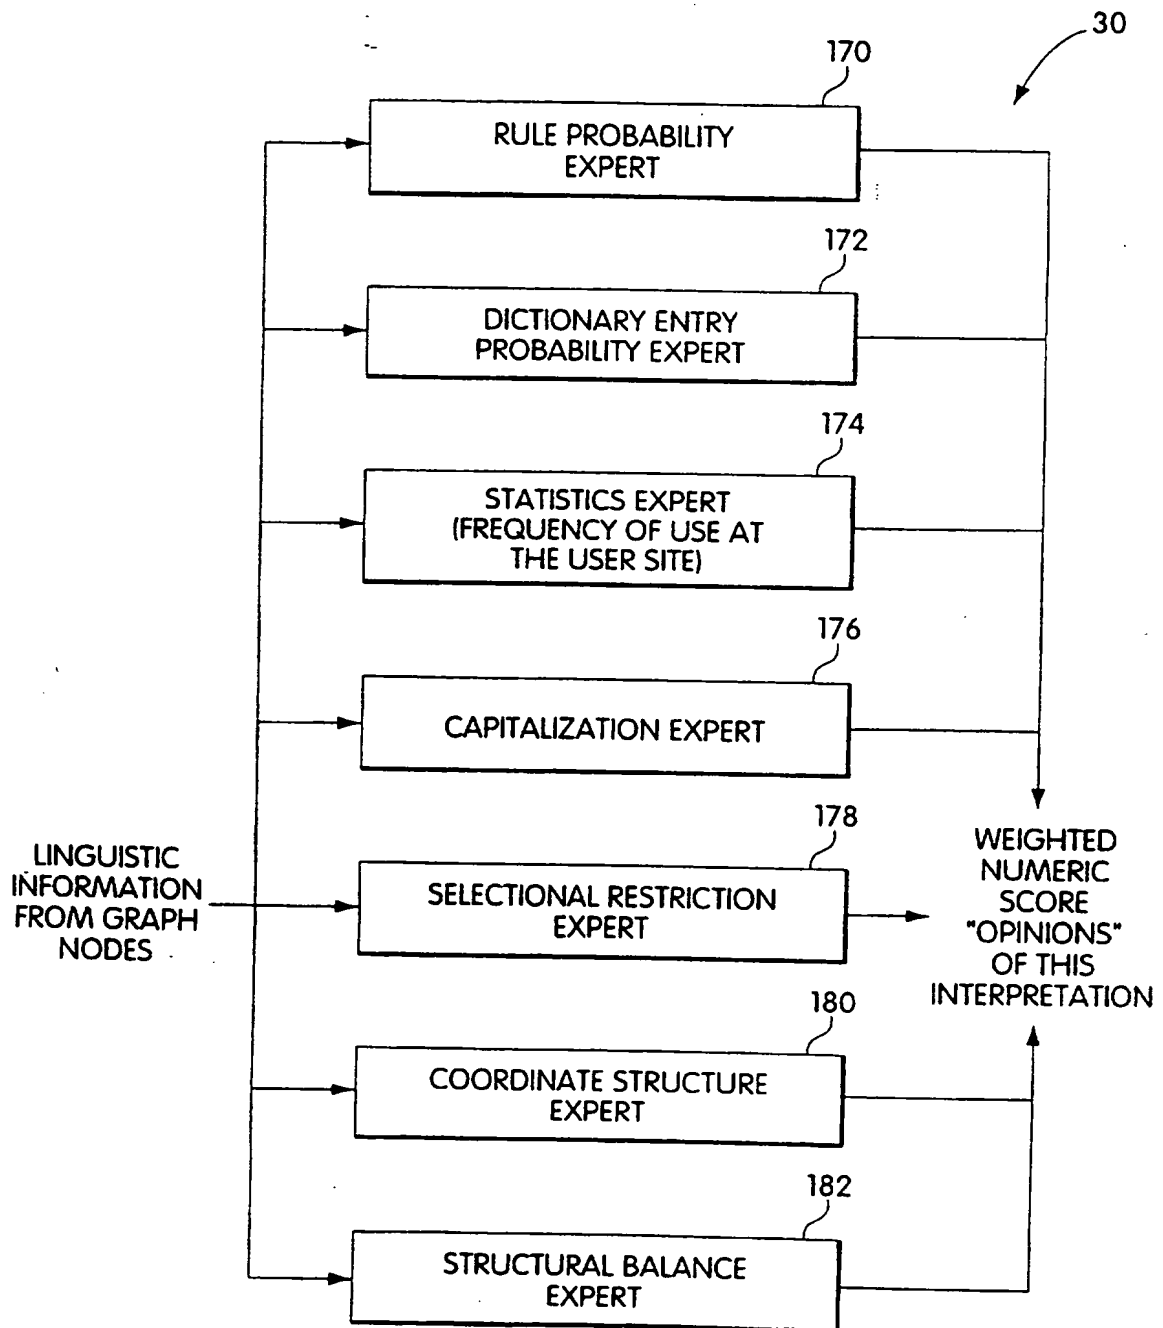 30
170
RULE PROBABILITY
EXPERT
172
DICTIONARY ENTRY
PROBABILITY EXPERT
174
STATISTICS EXPERT
(FREQUENCY OF USE AT
THE USER SITE)
176
CAPITALIZATION EXPERT
178
LINGUISTIC
INFORMATION
FROM GRAPH
NODES
SELECTIONAL RESTRICTION
EXPERT
WEIGHTED
NUMERIC
SCORE
"OPINIONS"
OF THIS
INTERPRETATION
180
COORDINATE STRUCTURE
EXPERT
182
STRUCTURAL BALANCE
EXPERT